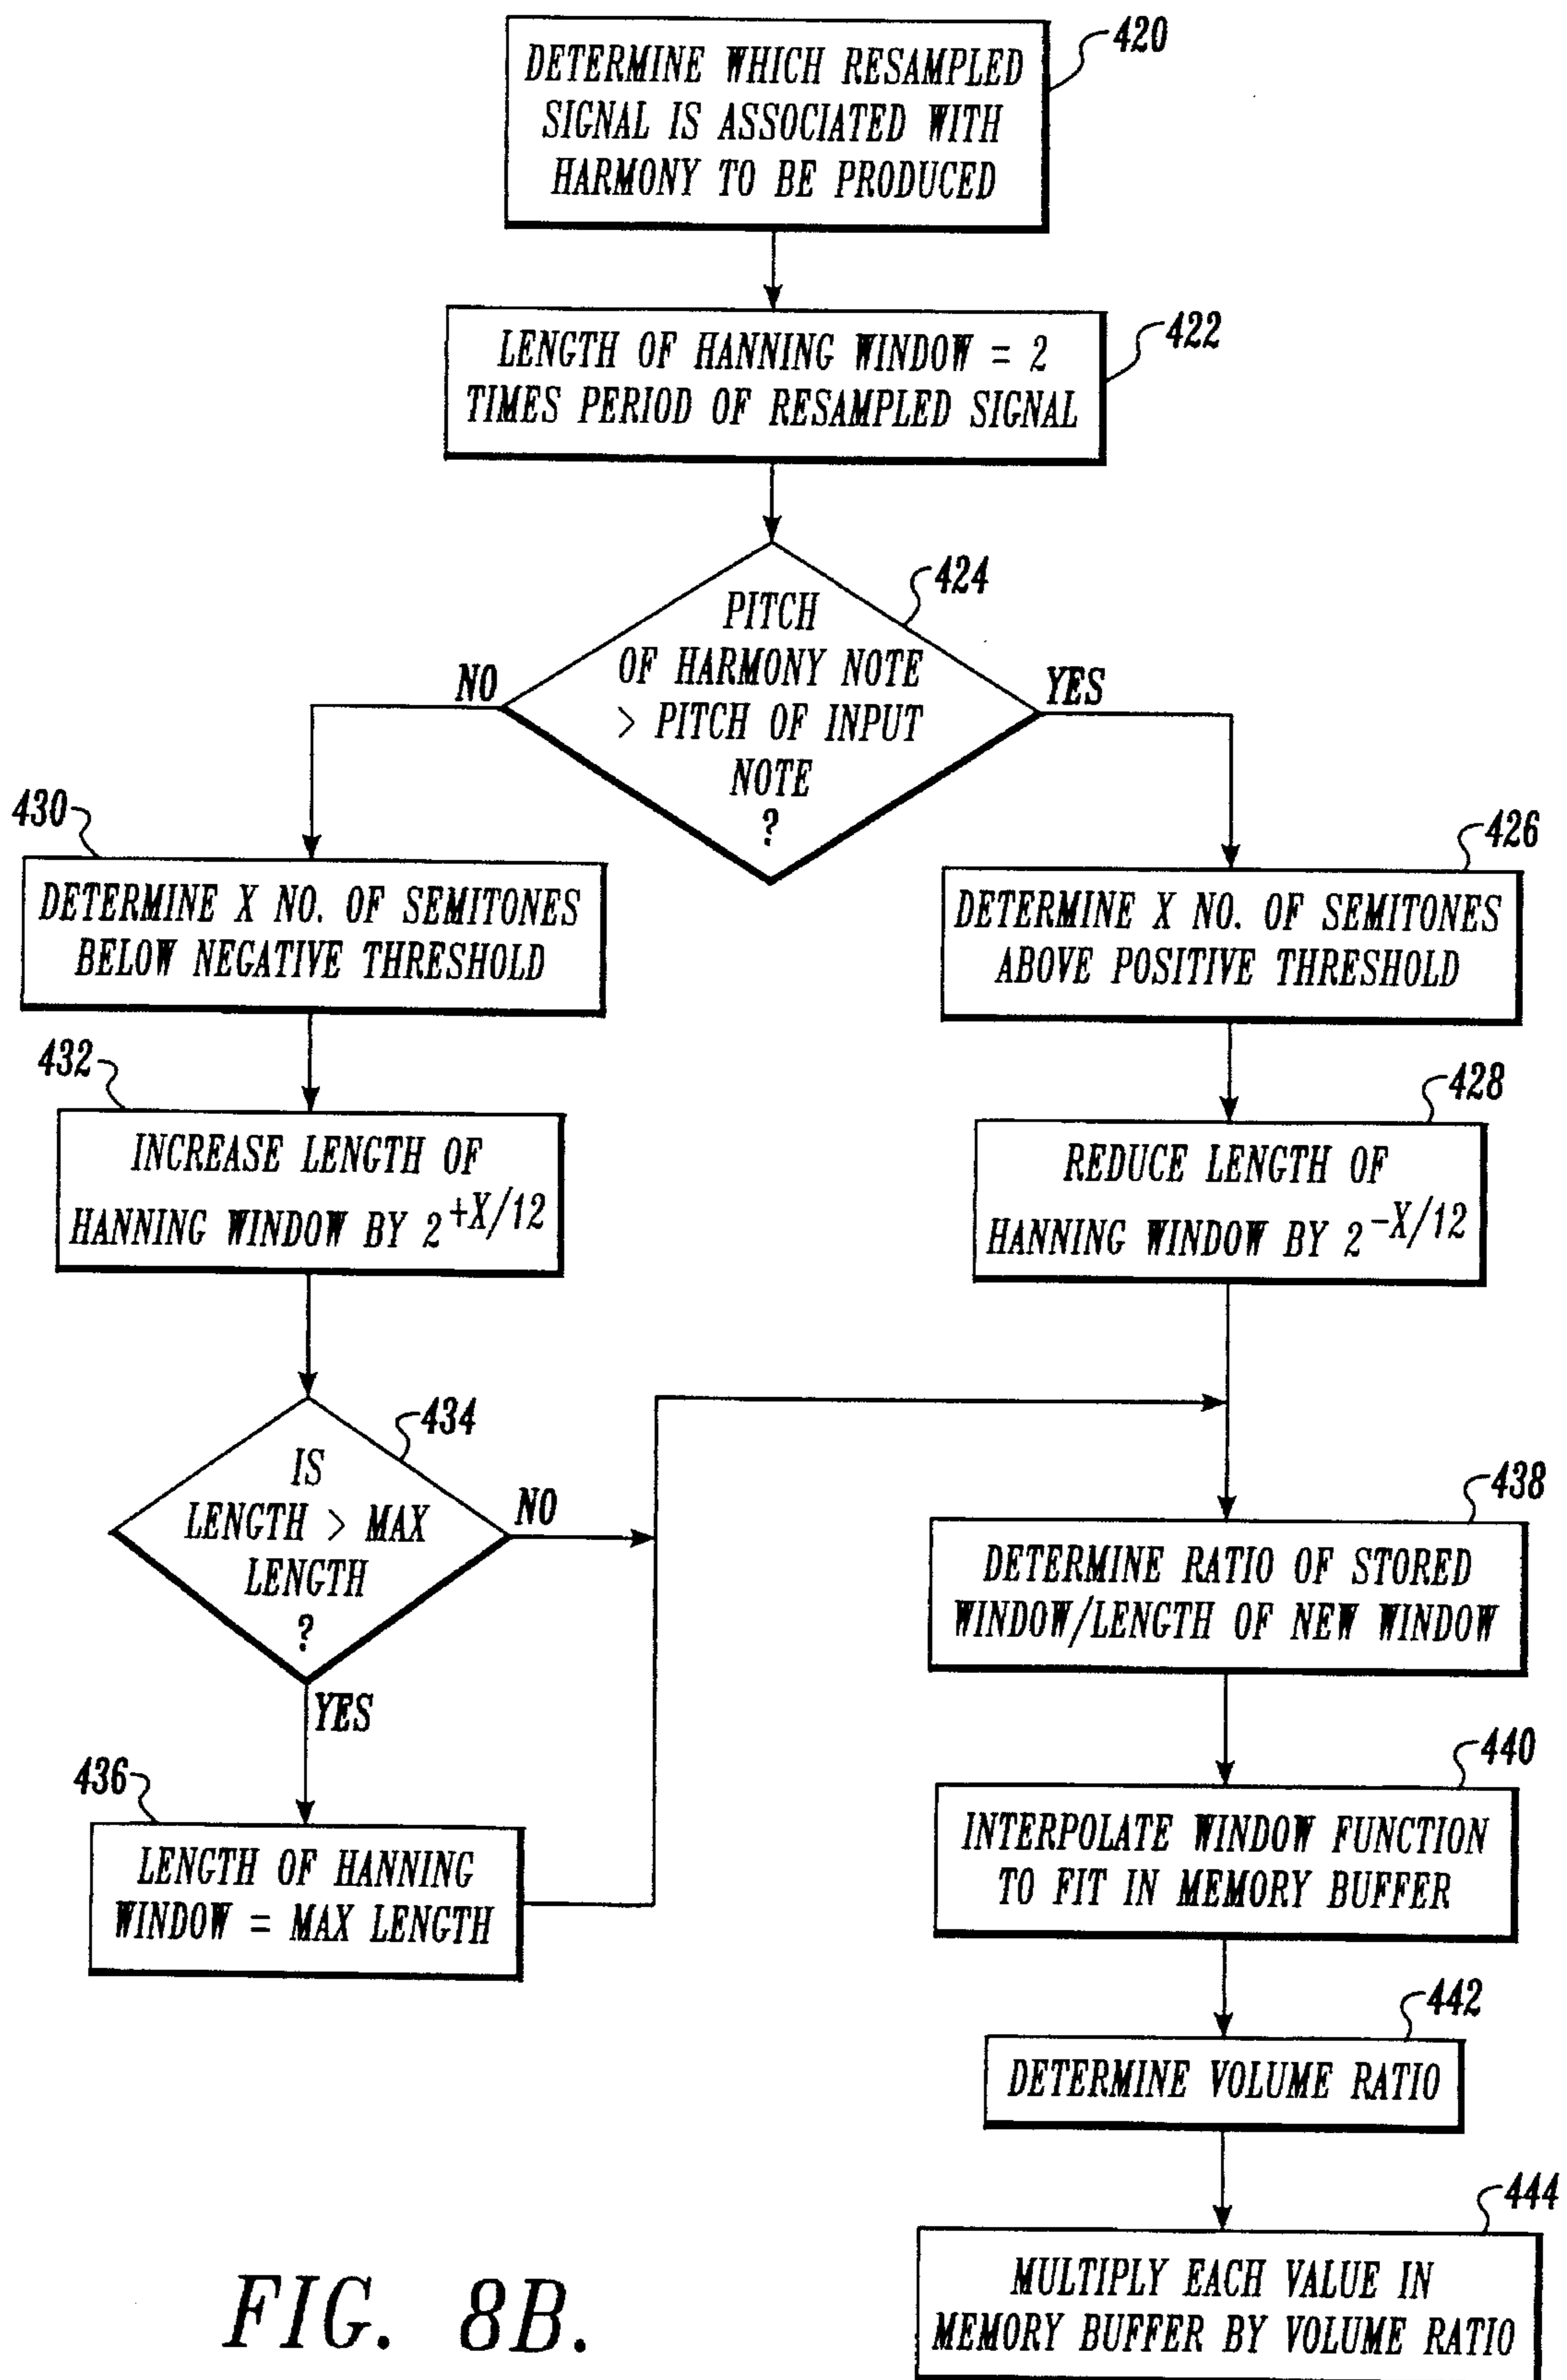 420
DETERMINE WHICH RESAMPLED
SIGNAL IS ASSOCIATED WITH
HARMONY TO BE PRODUCED
422
LENGTH OF HANNING WINDOW = 2
TIMES PERIOD OF RESAMPLED SIGNAL
424
PITCH
OF HARMONY NOTE
> PITCH OF INPUT
NOTE
?
NO
YES
430
DETERMINE X NO. OF SEMITONES
BELOW NEGATIVE THRESHOLD
426
DETERMINE X NO. OF SEMITONES
ABOVE POSITIVE THRESHOLD
432
INCREASE LENGTH OF
HANNING WINDOW BY 2 +X/12
428
REDUCE LENGTH OF
HANNING WINDOW BY 2 -X/12
434
IS
LENGTH > MAX
LENGTH
?
NO
YES
436
LENGTH OF HANNING
WINDOW = MAX LENGTH
438
DETERMINE RATIO OF STORED
WINDOW/LENGTH OF NEW WINDOW
440
INTERPOLATE WINDOW FUNCTION
TO FIT IN MEMORY BUFFER
442
DETERMINE VOLUME RATIO
444
MULTIPLY EACH VALUE IN
MEMORY BUFFER BY VOLUME RATIO
FIG. 8B.